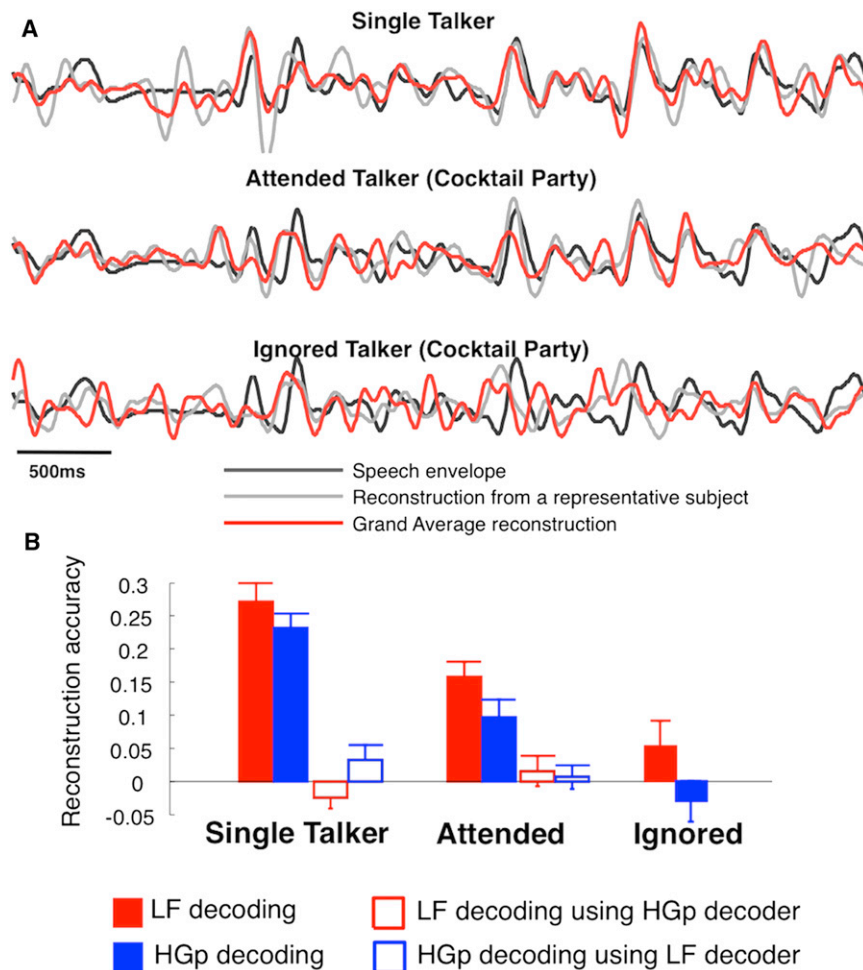 A
Single Talker
Attended Talker (Cocktail Party)
Ignored Talker (Cocktail Party)
500ms
Speech envelope
Reconstruction from a representative subject
Grand Average reconstruction
B
Reconstruction accuracy
0.3
0.25
0.2
0.15
0.1
0.05
0
-0.05
Single Talker Attended Ignored
LF decoding LF decoding using HGp decoder
HGp decoding HGp decoding using LF decoder